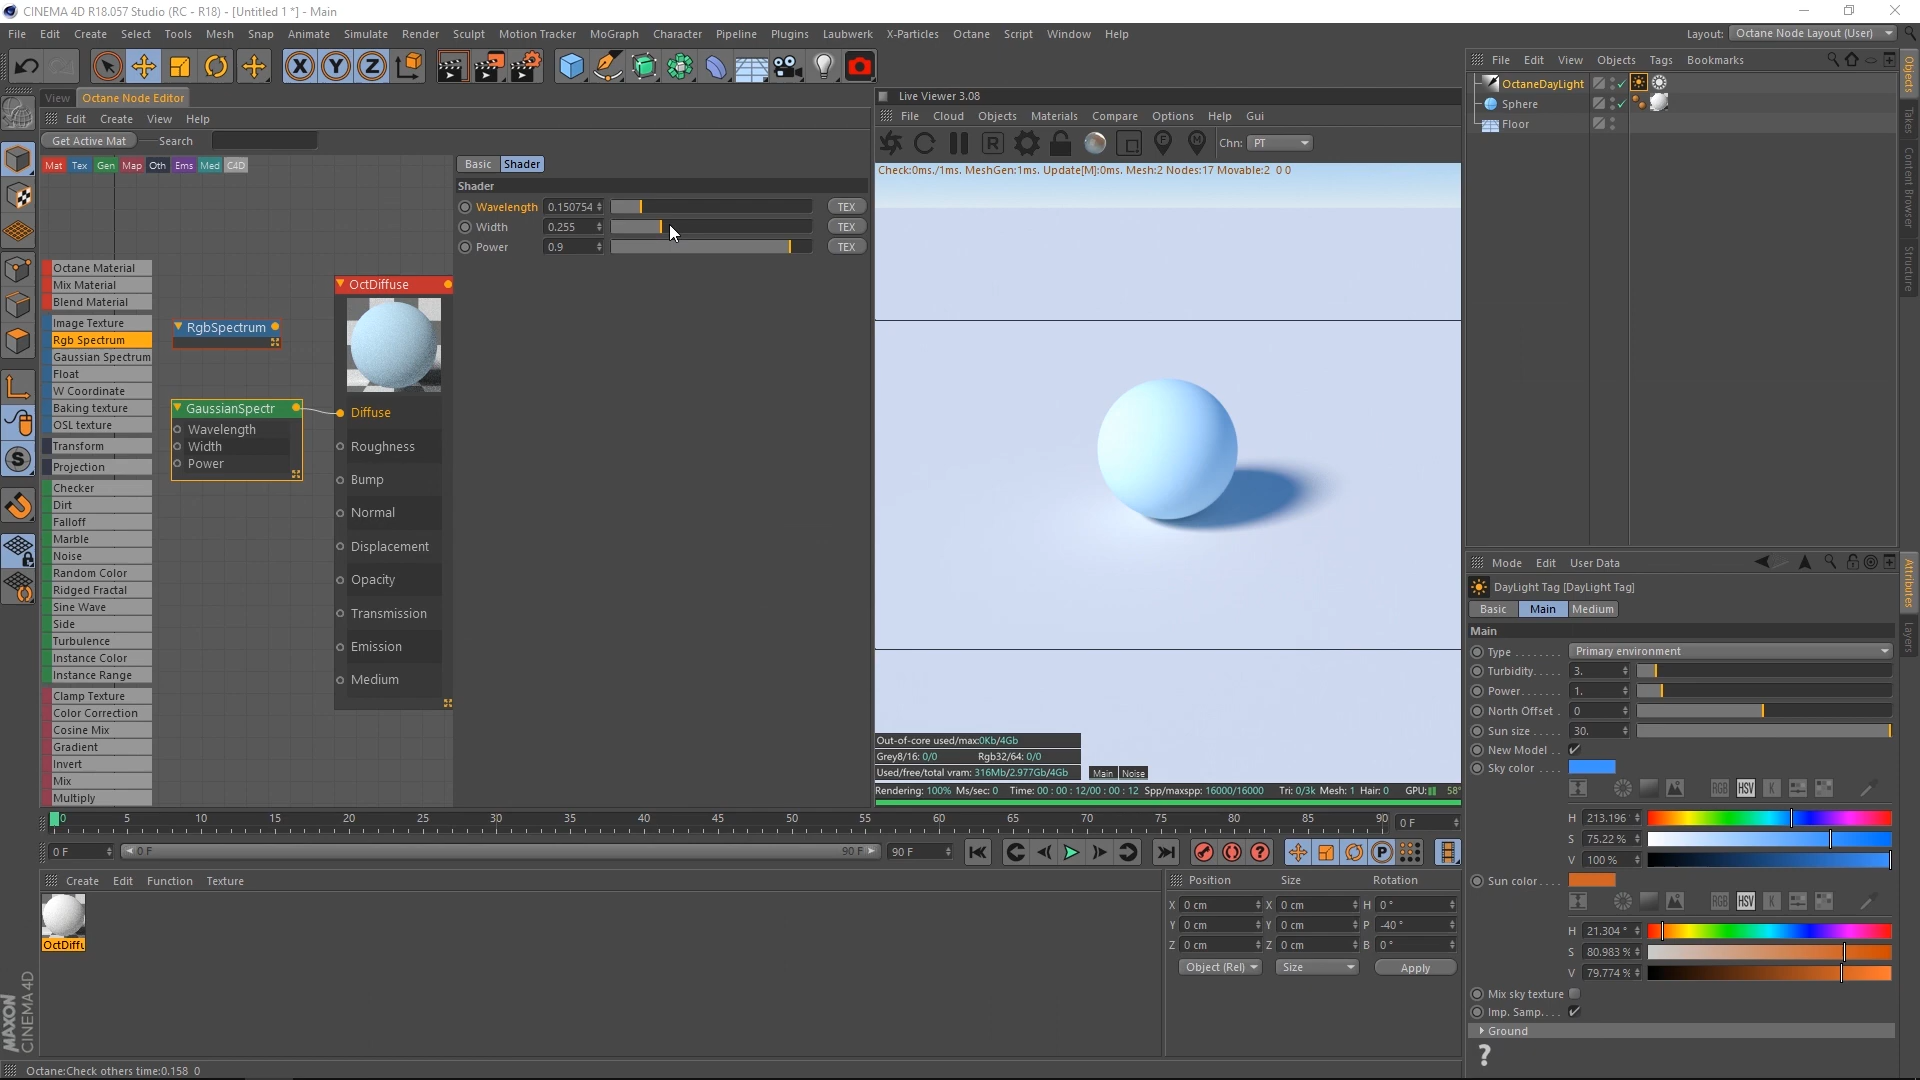 CINEMA 4D R18.057 Studio (RC - R18) - [Untitled 1 *] - Main
File Edit Create Select Tools Mesh Snap Animate Simulate Render Sculpt Motion Tracker MoGraph Character Pipeline Plugins Laubwerk X-Particles Octane Script Window Help
Layout: Octane Node Layout (User)
View Octane Node Editor
Edit Create View Help
Get Active Mat Search
Mat Tex Gen Map Oth Ems Med C4D
Octane Material
Mix Material
Blend Material
Image Texture
Rgb Spectrum
Gaussian Spectrum
Float
W Coordinate
Baking texture
OSL texture
Transform
Projection
Checker
Dirt
Falloff
Marble
Noise
Random Color
Ridged Fractal
Sine Wave
Side
Turbulence
Instance Color
Instance Range
Clamp Texture
Color Correction
Cosine Mix
Gradient
Invert
Mix
Multiply
RgbSpectrum
GaussianSpectr
Wavelength
Width
Power
OctDiffuse
Diffuse
Roughness
Bump
Normal
Displacement
Opacity
Transmission
Emission
Medium
Basic Shader
Shader
Wavelength 0.150754 TEX
Width 0.255 TEX
Power 0.9 TEX
Live Viewer 3.08
File Cloud Objects Materials Compare Options Help Gui
R Chn: PT
Check:0ms./1ms. MeshGen:1ms. Update[M]:0ms. Mesh:2 Nodes:17 Movable:2 0 0
Out-of-core used/max:0Kb/4Gb
Grey8/16: 0/0 Rgb32/64: 0/0
Used/free/total vram: 316Mb/2.977Gb/4Gb Main Noise
Rendering: 100% Ms/sec: 0 Time: 00 : 00 : 12/00 : 00 : 12 Spp/maxspp: 16000/16000 Tri: 0/3k Mesh: 1 Hair: 0 GPU: 58°
File Edit View Objects Tags Bookmarks
OctaneDayLight
Sphere
Floor
Objects
Takes
Content Browser
Structure
Mode Edit User Data
DayLight Tag [DayLight Tag]
Basic Main Medium
Main
Type Primary environment
Turbidity 3.
Power 1.
North Offset 0
Sun size 30.
New Model
Sky color
RGB HSV K
H 213.196
S 75.22 %
V 100 %
Sun color
RGB HSV K
H 21.304 °
S 80.983 %
V 79.774 %
Mix sky texture
Imp. Samp.
Ground
?
Attributes
Layers
0 5 10 15 20 25 30 35 40 45 50 55 60 65 70 75 80 85 90 0 F
0 F 0 F 90 F 90 F
Create Edit Function Texture
OctDiffu
Position Size Rotation
X 0 cm X 0 cm H 0 °
Y 0 cm Y 0 cm P -40 °
Z 0 cm Z 0 cm B 0 °
Object (Rel) Size Apply
MAXON
CINEMA 4D
Octane:Check others time:0.158 0